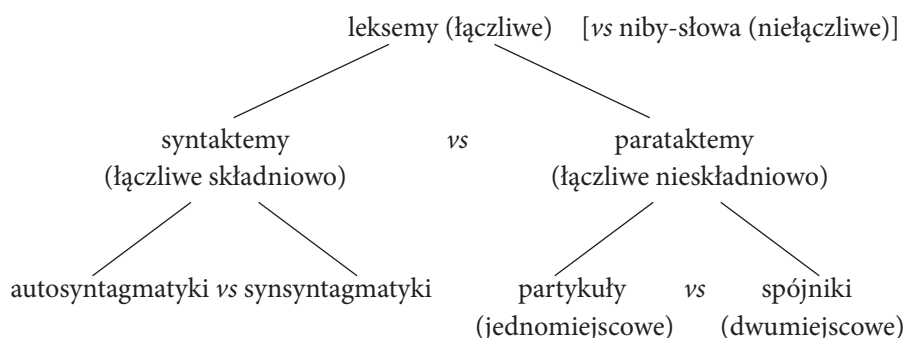 leksemy (łączliwe) [vs niby-słowa (niełączliwe)]
syntaktemy vs parataktemy
(łączliwe składniowo) (łączliwe nieskładniowo)
autosyntagmatyki vs synsyntagmatyki partykuły vs spójniki
(jednomiejscowe) (dwumiejscowe)